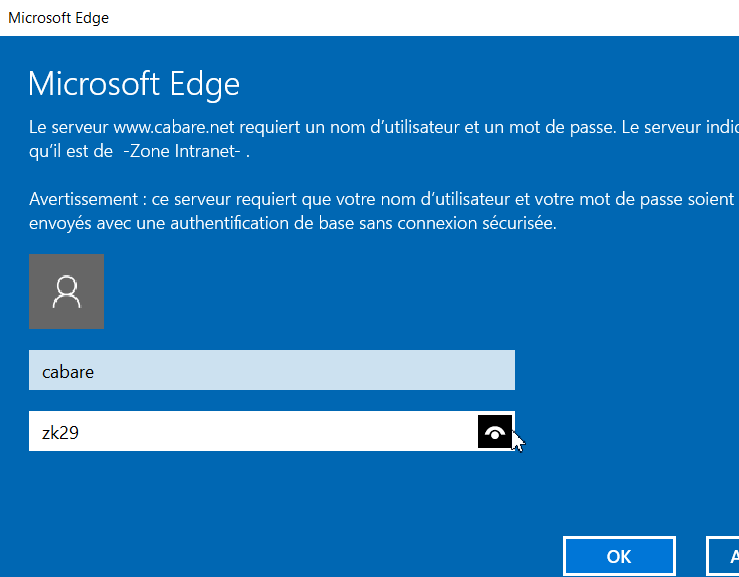 Microsoft Edge
Microsoft Edge
Le serveur www.cabare.net requiert un nom d’utilisateur et un mot de passe. Le serveur indic
qu’il est de -Zone Intranet- .
Avertissement : ce serveur requiert que votre nom d’utilisateur et votre mot de passe soient
envoyés avec une authentification de base sans connexion sécurisée.
cabare
zk29
OK